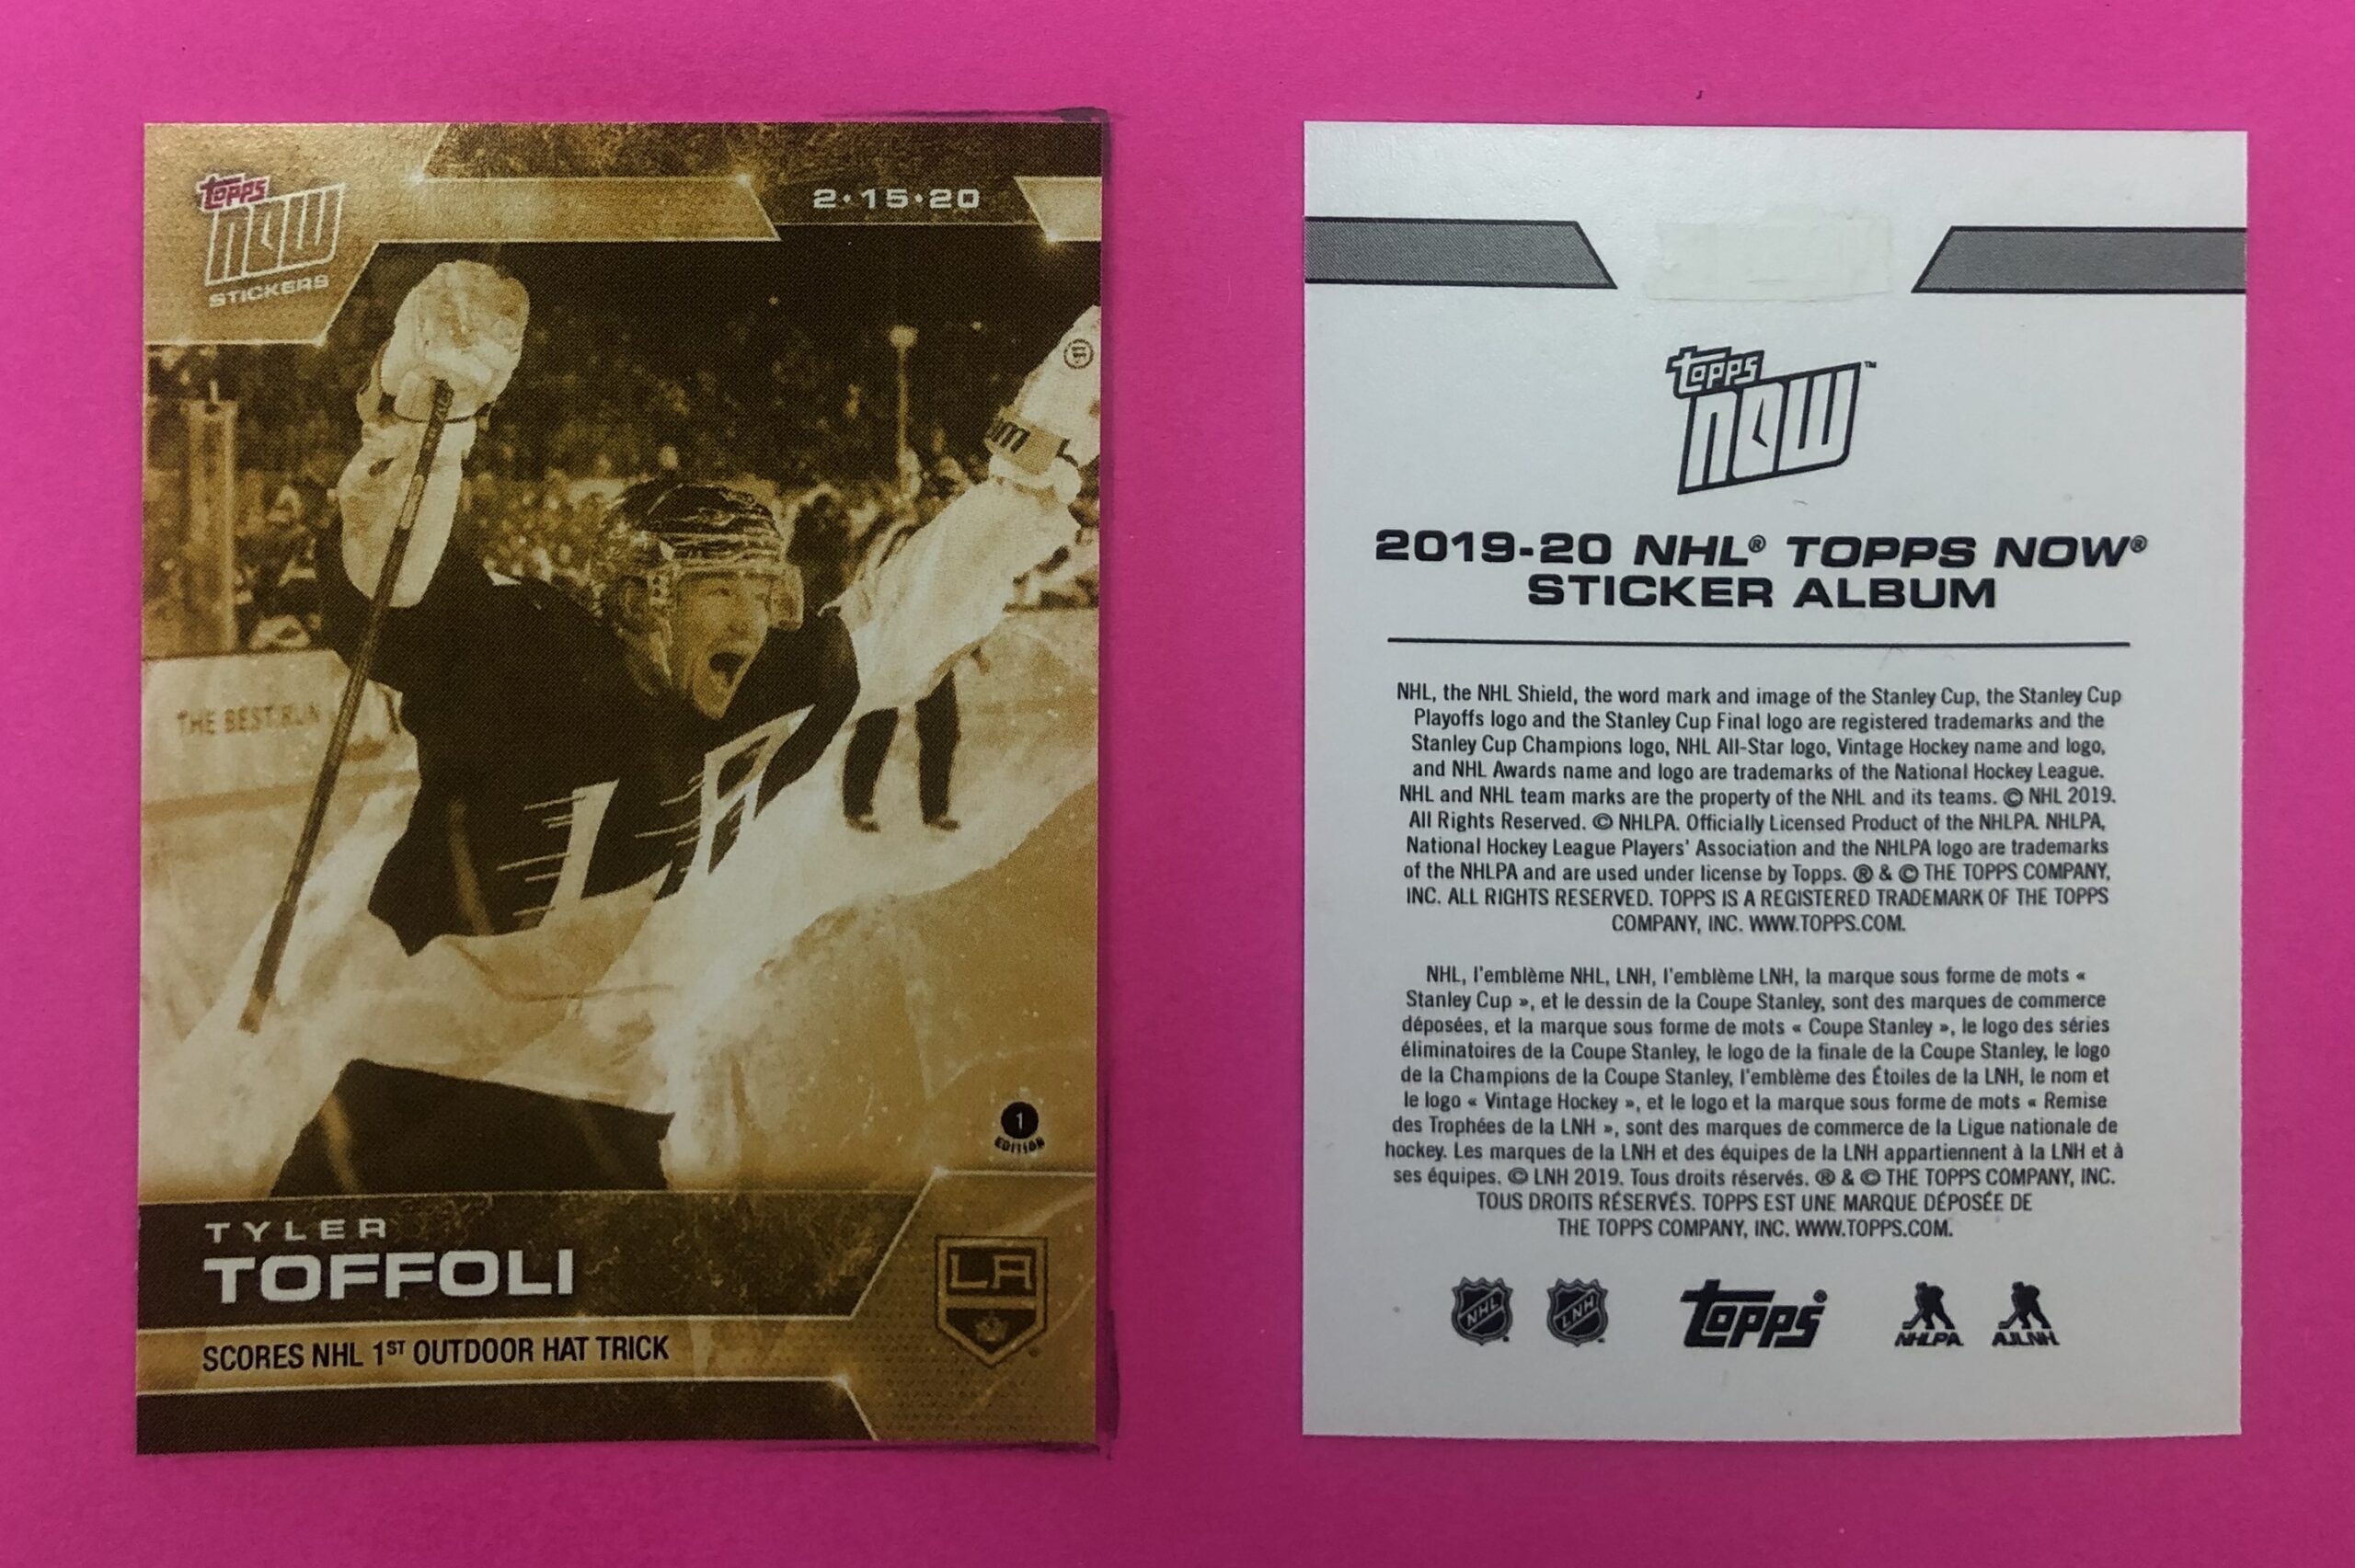 topps
NOW
STICKERS
2·15·20
THE BEST RUN
1
EDITION
TYLER
TOFFOLI
SCORES NHL 1ST OUTDOOR HAT TRICK
LA
topps
NOW™
2019-20 NHL® TOPPS NOW®
STICKER ALBUM
NHL, the NHL Shield, the word mark and image of the Stanley Cup, the Stanley Cup
Playoffs logo and the Stanley Cup Final logo are registered trademarks and the
Stanley Cup Champions logo, NHL All-Star logo, Vintage Hockey name and logo,
and NHL Awards name and logo are trademarks of the National Hockey League.
NHL and NHL team marks are the property of the NHL and its teams. © NHL 2019.
All Rights Reserved. © NHLPA. Officially Licensed Product of the NHLPA. NHLPA,
National Hockey League Players' Association and the NHLPA logo are trademarks
of the NHLPA and are used under license by Topps. ® & © THE TOPPS COMPANY,
INC. ALL RIGHTS RESERVED. TOPPS IS A REGISTERED TRADEMARK OF THE TOPPS
COMPANY, INC. WWW.TOPPS.COM.
NHL, l'emblème NHL, LNH, l'emblème LNH, la marque sous forme de mots «
Stanley Cup », et le dessin de la Coupe Stanley, sont des marques de commerce
déposées, et la marque sous forme de mots « Coupe Stanley », le logo des séries
éliminatoires de la Coupe Stanley, le logo de la finale de la Coupe Stanley, le logo
de la Champions de la Coupe Stanley, l'emblème des Étoiles de la LNH, le nom et
le logo « Vintage Hockey », et le logo et la marque sous forme de mots « Remise
des Trophées de la LNH », sont des marques de commerce de la Ligue nationale de
hockey. Les marques de la LNH et des équipes de la LNH appartiennent à la LNH et à
ses équipes. © LNH 2019. Tous droits réservés. ® & © THE TOPPS COMPANY, INC.
TOUS DROITS RÉSERVÉS. TOPPS EST UNE MARQUE DÉPOSÉE DE
THE TOPPS COMPANY, INC. WWW.TOPPS.COM.
NHL LNH topps® NHLPA AJLNH